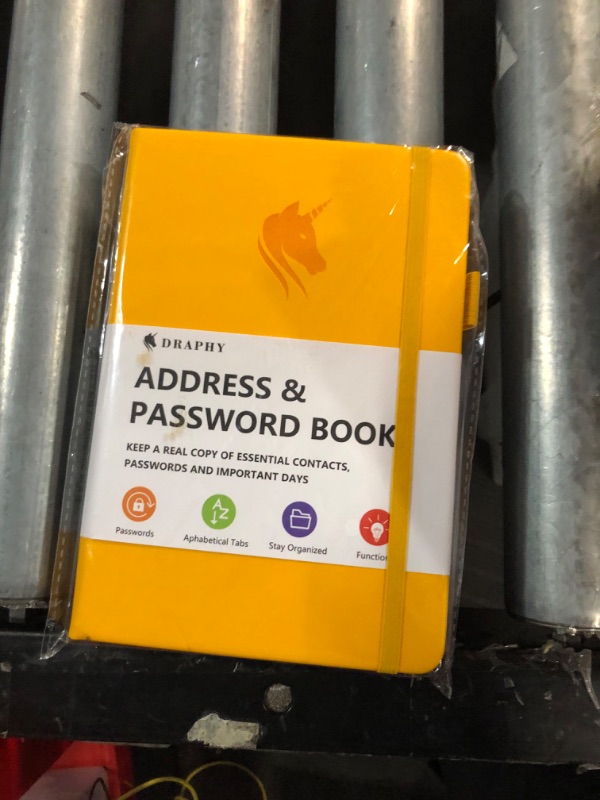 DRAPHY
ADDRESS &
PASSWORD BOOK
KEEP A REAL COPY OF ESSENTIAL CONTACTS,
PASSWORDS AND IMPORTANT DAYS
A Z
Passwords
Aphabetical Tabs
Stay Organized
Function